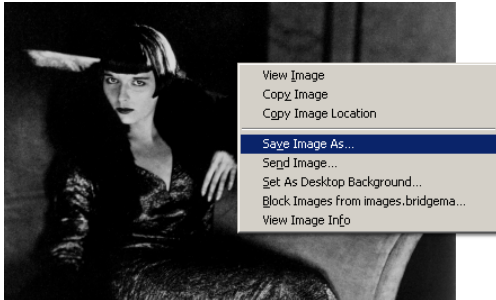 View Image
Copy Image
Copy Image Location
Save Image As...
Send Image...
Set As Desktop Background...
Block Images from images.bridgema...
View Image Info